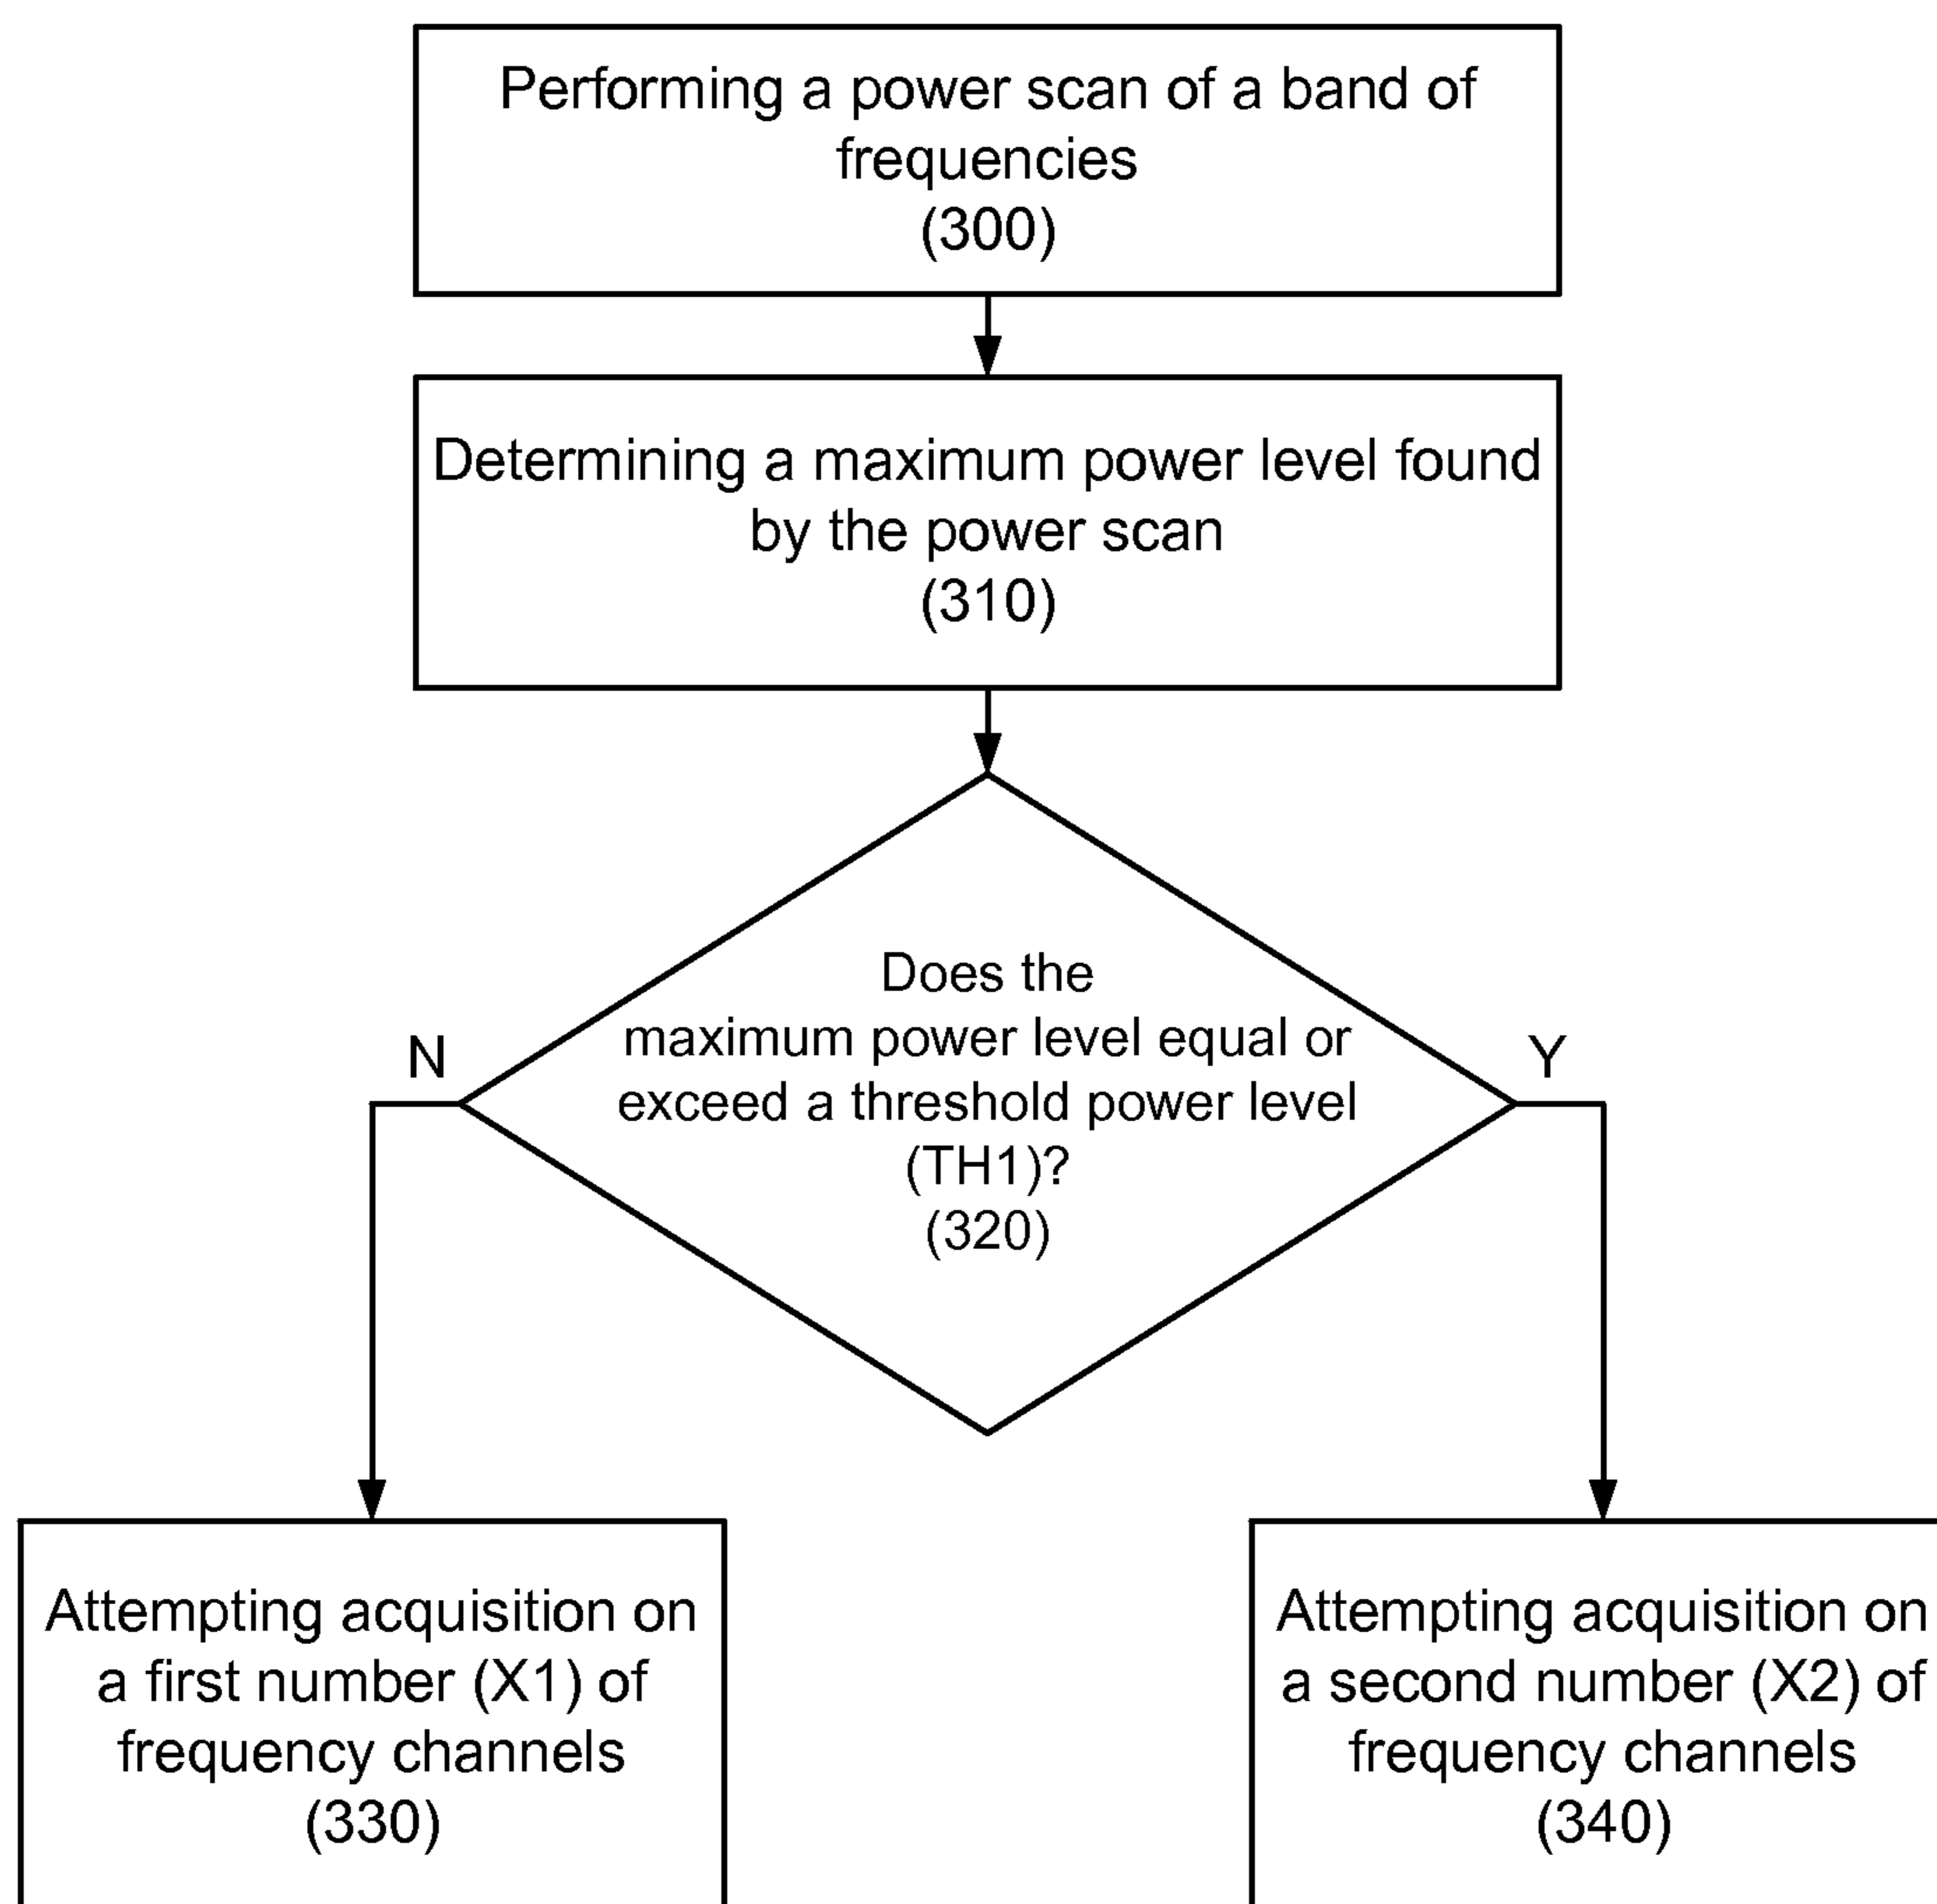 Performing a power scan of a band of
frequencies
(300)
Determining a maximum power level found
by the power scan
(310)
Does the
maximum power level equal or
exceed a threshold power level
(TH1)?
(320)
N
Y
Attempting acquisition on
a first number (X1) of
frequency channels
(330)
Attempting acquisition on
a second number (X2) of
frequency channels
(340)